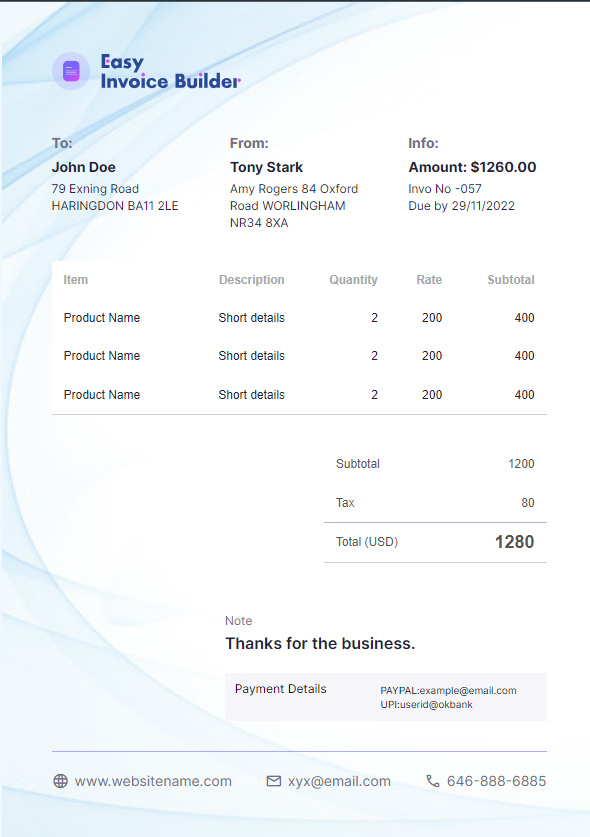 Easy
Invoice Builder
To:
John Doe
79 Exning Road
HARINGDON BA11 2LE
From:
Tony Stark
Amy Rogers 84 Oxford
Road WORLINGHAM
NR34 8XA
Info:
Amount: $1260.00
Invo No -057
Due by 29/11/2022
Item Description Quantity Rate Subtotal
Product Name Short details 2 200 400
Product Name Short details 2 200 400
Product Name Short details 2 200 400
Subtotal 1200
Tax 80
Total (USD) 1280
Note
Thanks for the business.
Payment Details
PAYPAL:example@email.com
UPI:userid@okbank
www.websitename.com xyx@email.com 646-888-6885